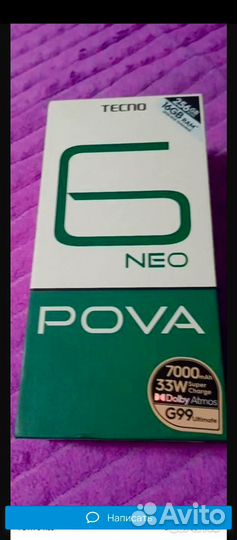 TECNO
256GB
16GB RAM*
6
NEO
POVA
7000mAh
33W Super Charge
Dolby Atmos
G99 Ultimate
Написать
Avito